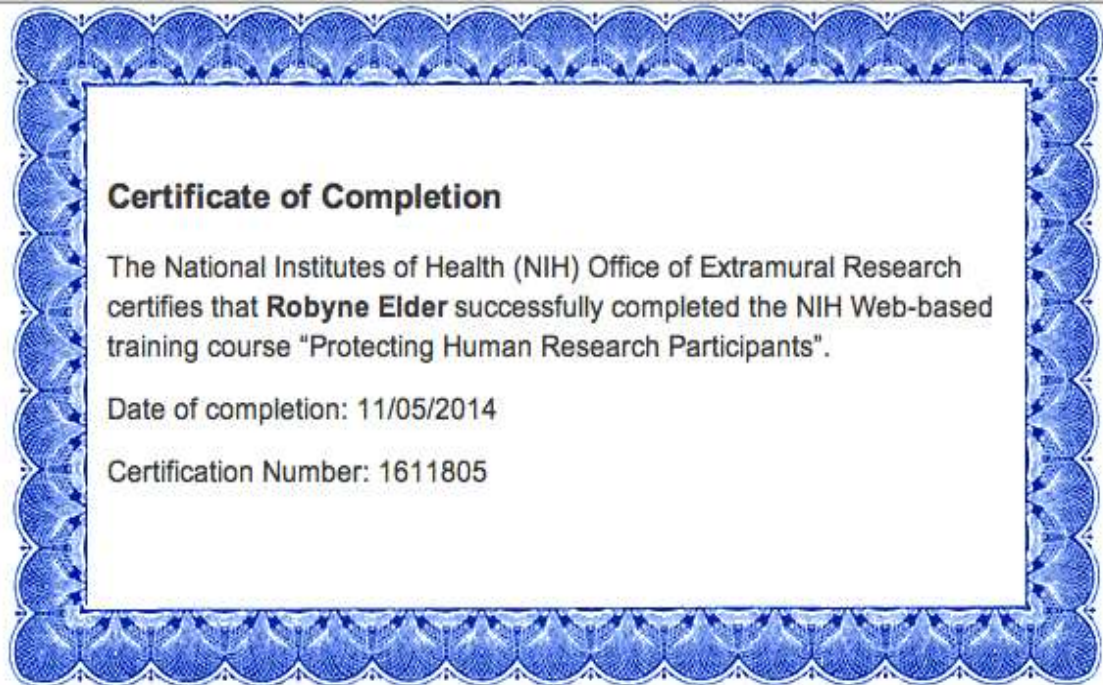 Certificate of Completion
The National Institutes of Health (NIH) Office of Extramural Research
certifies that Robyne Elder successfully completed the NIH Web-based
training course “Protecting Human Research Participants”.
Date of completion: 11/05/2014
Certification Number: 1611805